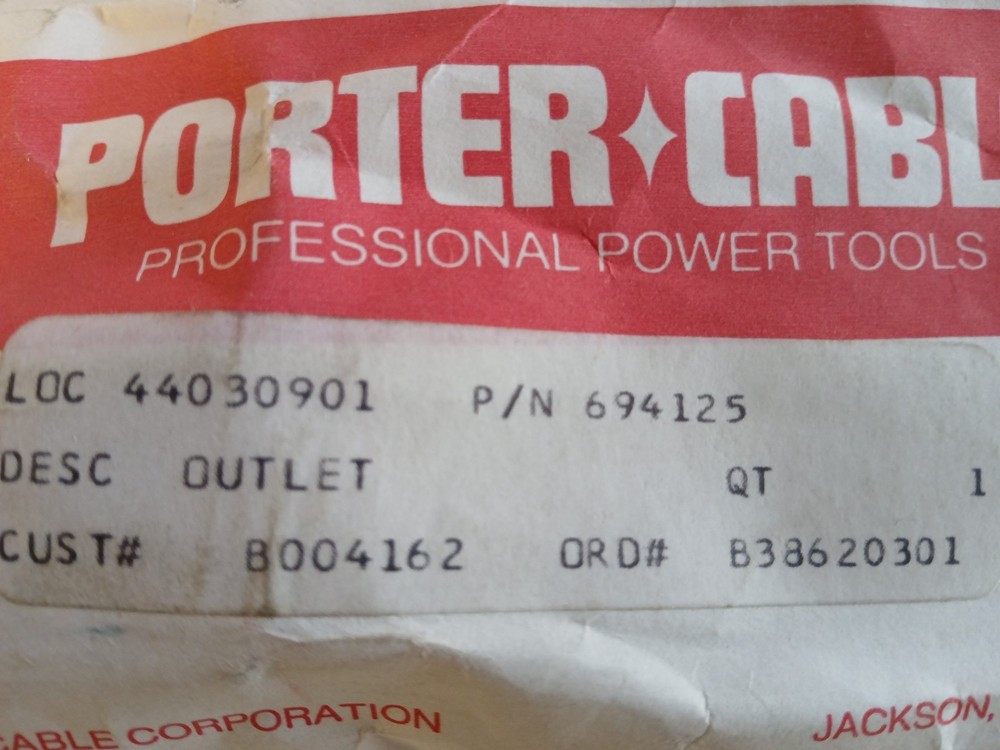 PORTER✦CABL
PROFESSIONAL POWER TOOLS
LOC 44030901 P/N 694125
DESC OUTLET QT 1
CUST# B004162 ORD# B38620301
CABLE CORPORATION JACKSON,